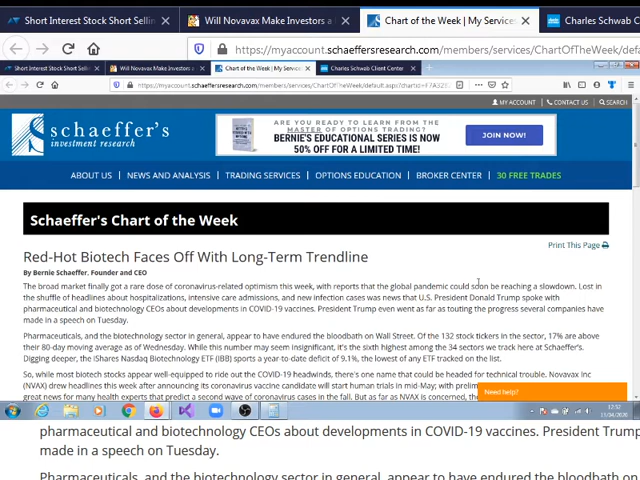 Short Interest Stock Short Sellin
Will Novavax Make Investors a
Chart of the Week | My Services
Charles Schwab C
https://myaccount.schaeffersresearch.com/members/services/ChartOfTheWeek/defa
Short Interest Stock Short Sell
Will Novavax Make Investors
Chart of the Week | My Servic
Charles Schwab Client Center
https://myaccount.schaeffersresearch.com/members/services/ChartOfTheWeek/default.aspx?
MY ACCOUNT
CONTACT US
SEARCH
schaeffer's
investment research
ARE YOU READY TO LEARN FROM THE
MASTER OF OPTIONS TRADING?
BERNIE'S EDUCATIONAL SERIES IS NOW
50% OFF FOR A LIMITED TIME!
JOIN NOW!
ABOUT US | NEWS AND ANALYSIS | TRADING SERVICES | OPTIONS EDUCATION | BROKER CENTER | 30 FREE TRADES
Schaeffer's Chart of the Week
Print This Page
Red-Hot Biotech Faces Off With Long-Term Trendline
By Bernie Schaeffer, Founder and CEO
The broad market finally got a rare dose of coronavirus-related optimism this week, with reports that the global pandemic could soon be reaching a slowdown. Lost in
the shuffle of headlines about hospitalizations, intensive care admissions, and new infection cases was news that U.S. President Donald Trump spoke with
pharmaceutical and biotechnology CEOs about developments in COVID-19 vaccines. President Trump even went as far as touting the progress several companies have
made in a speech on Tuesday.
Pharmaceuticals, and the biotechnology sector in general, appear to have endured the bloodbath on Wall Street. Of the 132 stock tickers in the sector, 17% are above
their 80-day moving average as of Wednesday. While this number may seem insignificant, it's the sixth highest among the 34 sectors we track here at Schaeffer's.
Digging deeper, the iShares Nasdaq Biotechnology ETF (IBB) sports a year-to-date deficit of 9.1%, the lowest of any ETF tracked on the list.
So, while most biotech stocks appear well-equipped to ride out the COVID-19 headwinds, there's one name that could be headed for technical trouble. Novavax Inc
(NVAX) drew headlines this week after announcing its coronavirus vaccine candidate will start human trials in mid-May; with prelim
great news for many health experts that predict a second wave of coronavirus cases in the fall. But as far as NVAX is concerned, the
Need help?
12:32
11/04/2020
pharmaceutical and biotechnology CEOs about developments in COVID-19 vaccines. President Trump
made in a speech on Tuesday.
Pharmaceuticals, and the biotechnology sector in general, appear to have endured the bloodbath on